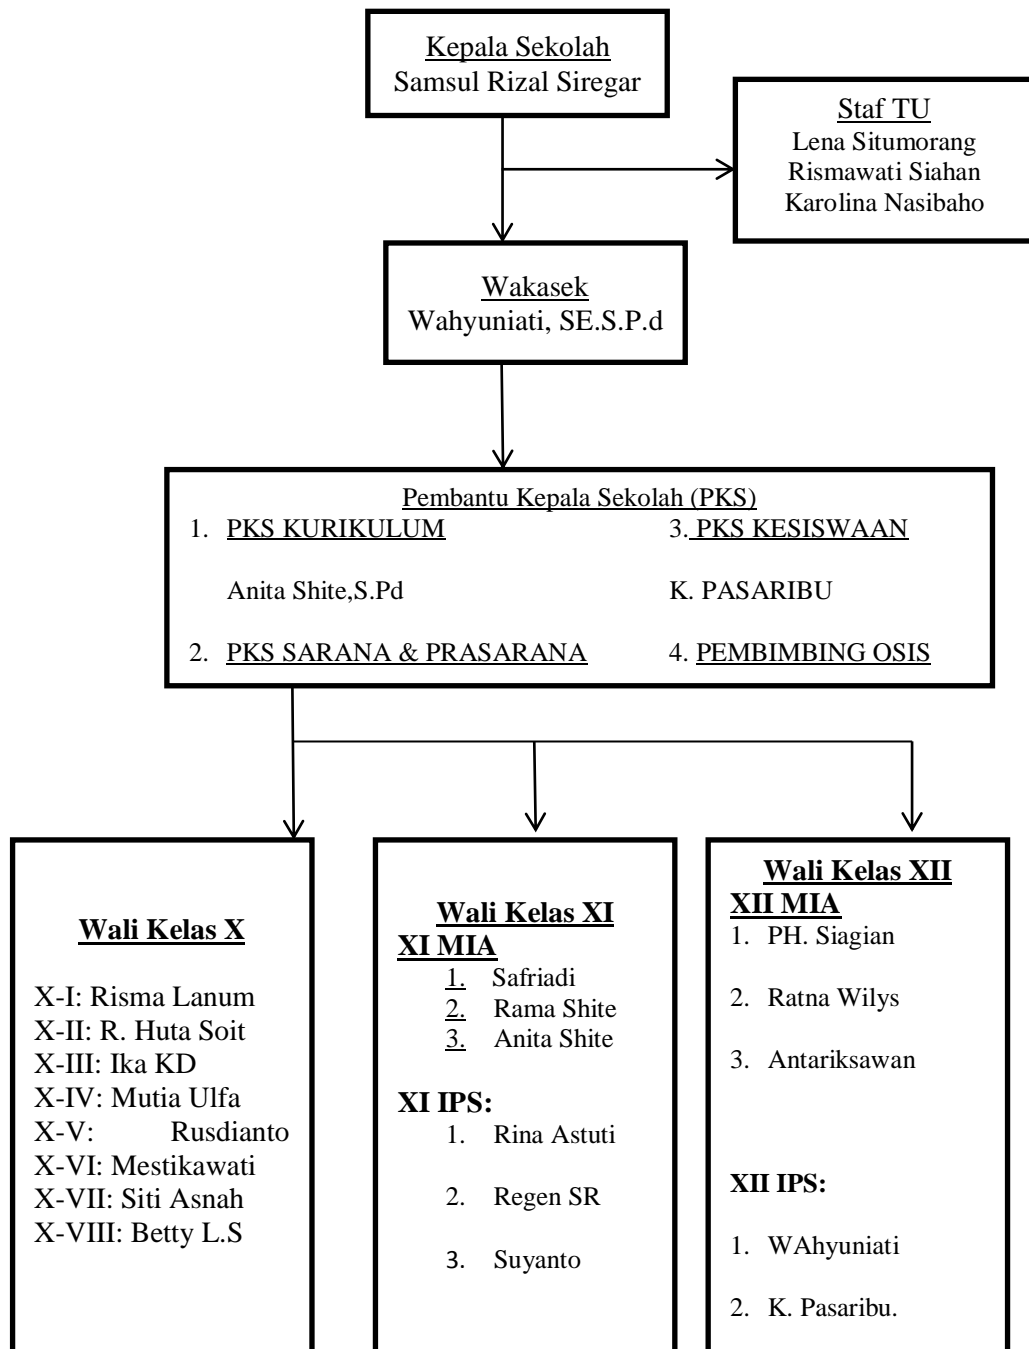 Kepala Sekolah
Samsul Rizal Siregar
Staf TU
Lena Situmorang
Rismawati Siahan
Karolina Nasibaho
Wakasek
Wahyuniati, SE.S.P.d
Pembantu Kepala Sekolah (PKS)
1. PKS KURIKULUM
Anita Shite,S.Pd
2. PKS SARANA & PRASARANA
3. PKS KESISWAAN
K. PASARIBU
4. PEMBIMBING OSIS
Wali Kelas X
X-I: Risma Lanum
X-II: R. Huta Soit
X-III: Ika KD
X-IV: Mutia Ulfa
X-V: Rusdianto
X-VI: Mestikawati
X-VII: Siti Asnah
X-VIII: Betty L.S
Wali Kelas XI
XI MIA
1. Safriadi
2. Rama Shite
3. Anita Shite
XI IPS:
1. Rina Astuti
2. Regen SR
3. Suyanto
Wali Kelas XII
XII MIA
1. PH. Siagian
2. Ratna Wilys
3. Antariksawan
XII IPS:
1. WAhyuniati
2. K. Pasaribu.